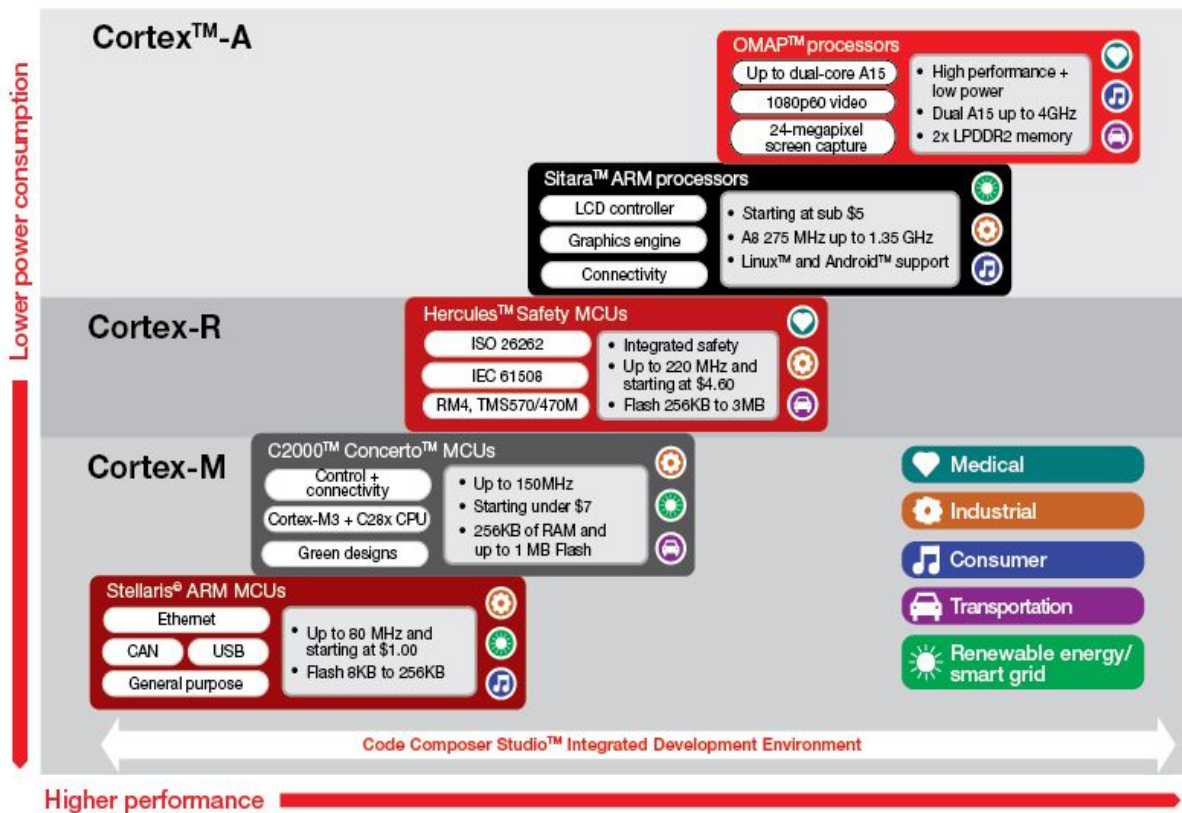 Cortex™-A
OMAP™ processors
Up to dual-core A15
1080p60 video
24-megapixel
screen capture
• High performance +
low power
• Dual A15 up to 4GHz
• 2x LPDDR2 memory
Sitara™ ARM processors
LCD controller
Graphics engine
Connectivity
• Starting at sub $5
• A8 275 MHz up to 1.35 GHz
• Linux™ and Android™ support
Lower power consumption
Cortex-R
Hercules™ Safety MCUs
ISO 26262
IEC 61508
RM4, TMS570/470M
• Integrated safety
• Up to 220 MHz and
starting at $4.60
• Flash 256KB to 3MB
Cortex-M
C2000™ Concerto™ MCUs
Control +
connectivity
Cortex-M3 + C28x CPU
Green designs
• Up to 150MHz
• Starting under $7
• 256KB of RAM and
up to 1 MB Flash
Stellaris® ARM MCUs
Ethernet
CAN
USB
General purpose
• Up to 80 MHz and
starting at $1.00
• Flash 8KB to 256KB
Medical
Industrial
Consumer
Transportation
Renewable energy/
smart grid
Code Composer Studio™ Integrated Development Environment
Higher performance